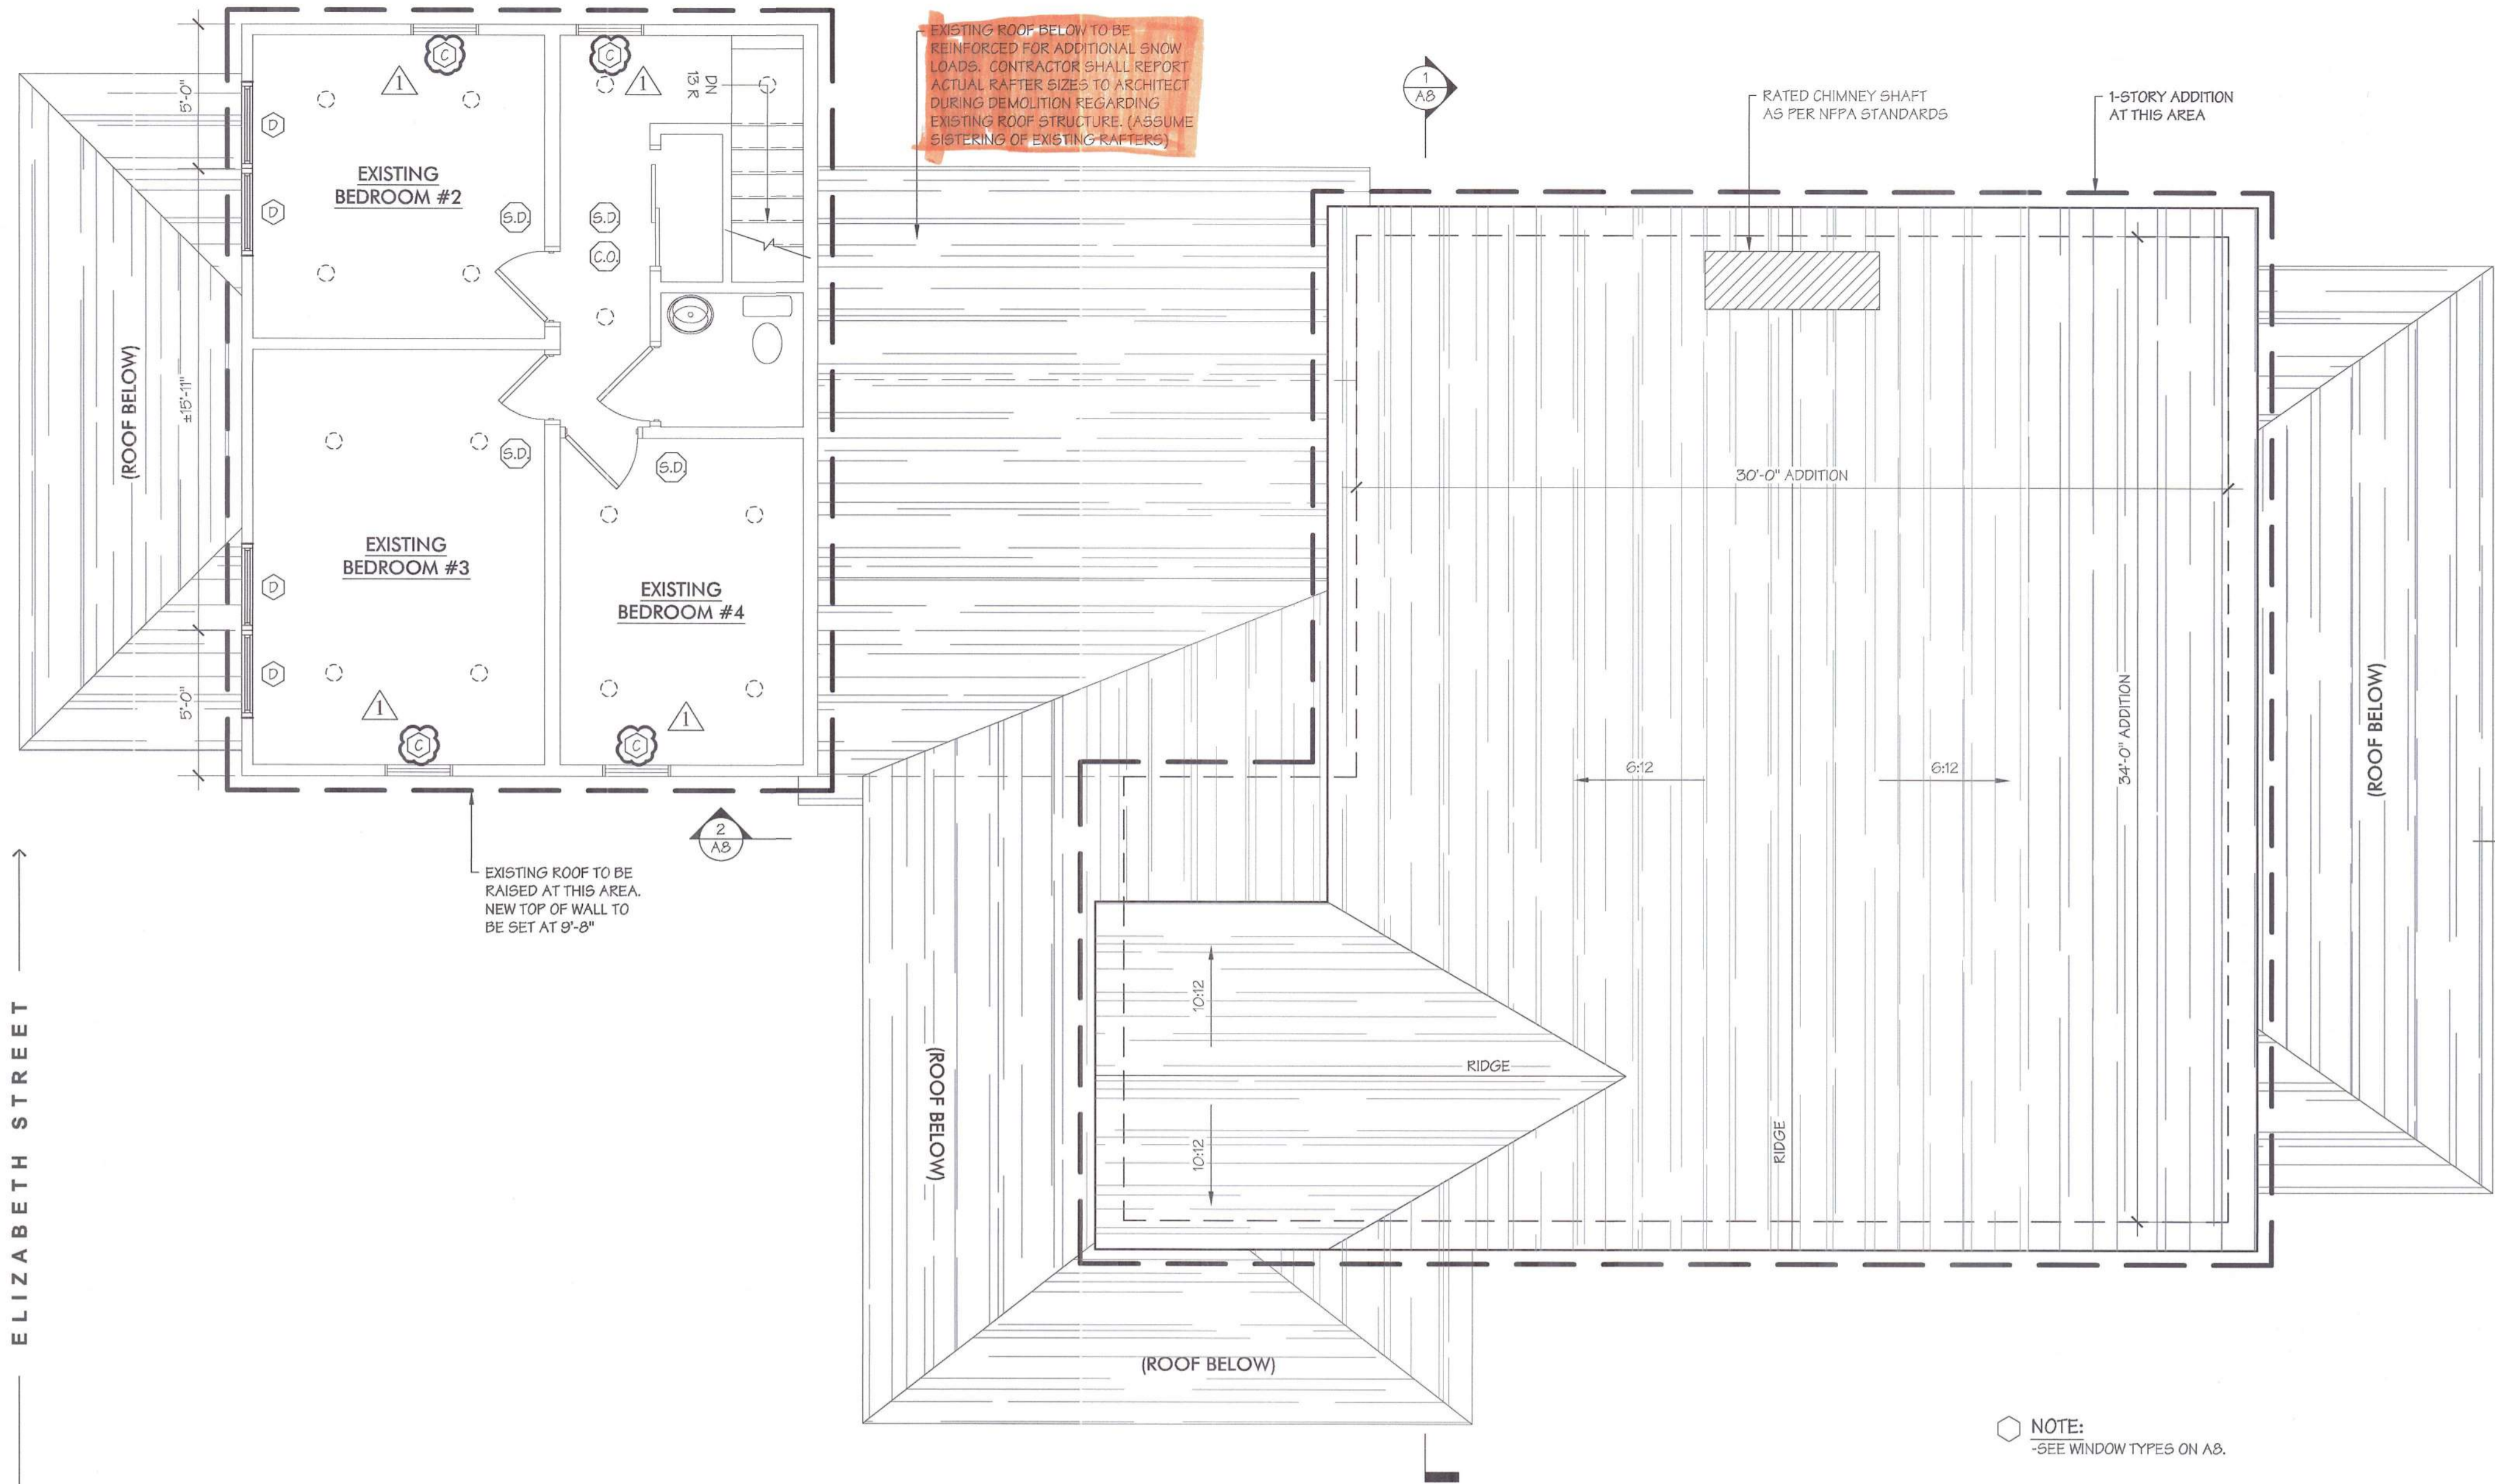 EXISTING ROOF BELOW TO BE
REINFORCED FOR ADDITIONAL SNOW
LOADS. CONTRACTOR SHALL REPORT
ACTUAL RAFTER SIZES TO ARCHITECT
DURING DEMOLITION REGARDING
EXISTING ROOF STRUCTURE. (ASSUME
SISTERING OF EXISTING RAFTERS)
1
A8
RATED CHIMNEY SHAFT
AS PER NFPA STANDARDS
1-STORY ADDITION
AT THIS AREA
C
C
1
1
DN
13 R
5'-0"
D
D
EXISTING
BEDROOM #2
S.D.
S.D.
C.O.
(ROOF BELOW)
±15'-11"
S.D.
S.D.
30'-0" ADDITION
EXISTING
BEDROOM #3
D
EXISTING
BEDROOM #4
D
5'-0"
1
1
C
C
34'-0" ADDITION
(ROOF BELOW)
6:12
6:12
2
A8
EXISTING ROOF TO BE
RAISED AT THIS AREA.
NEW TOP OF WALL TO
BE SET AT 9'-8"
ELIZABETH STREET
10:12
RIDGE
(ROOF BELOW)
10:12
RIDGE
(ROOF BELOW)
NOTE:
-SEE WINDOW TYPES ON A8.